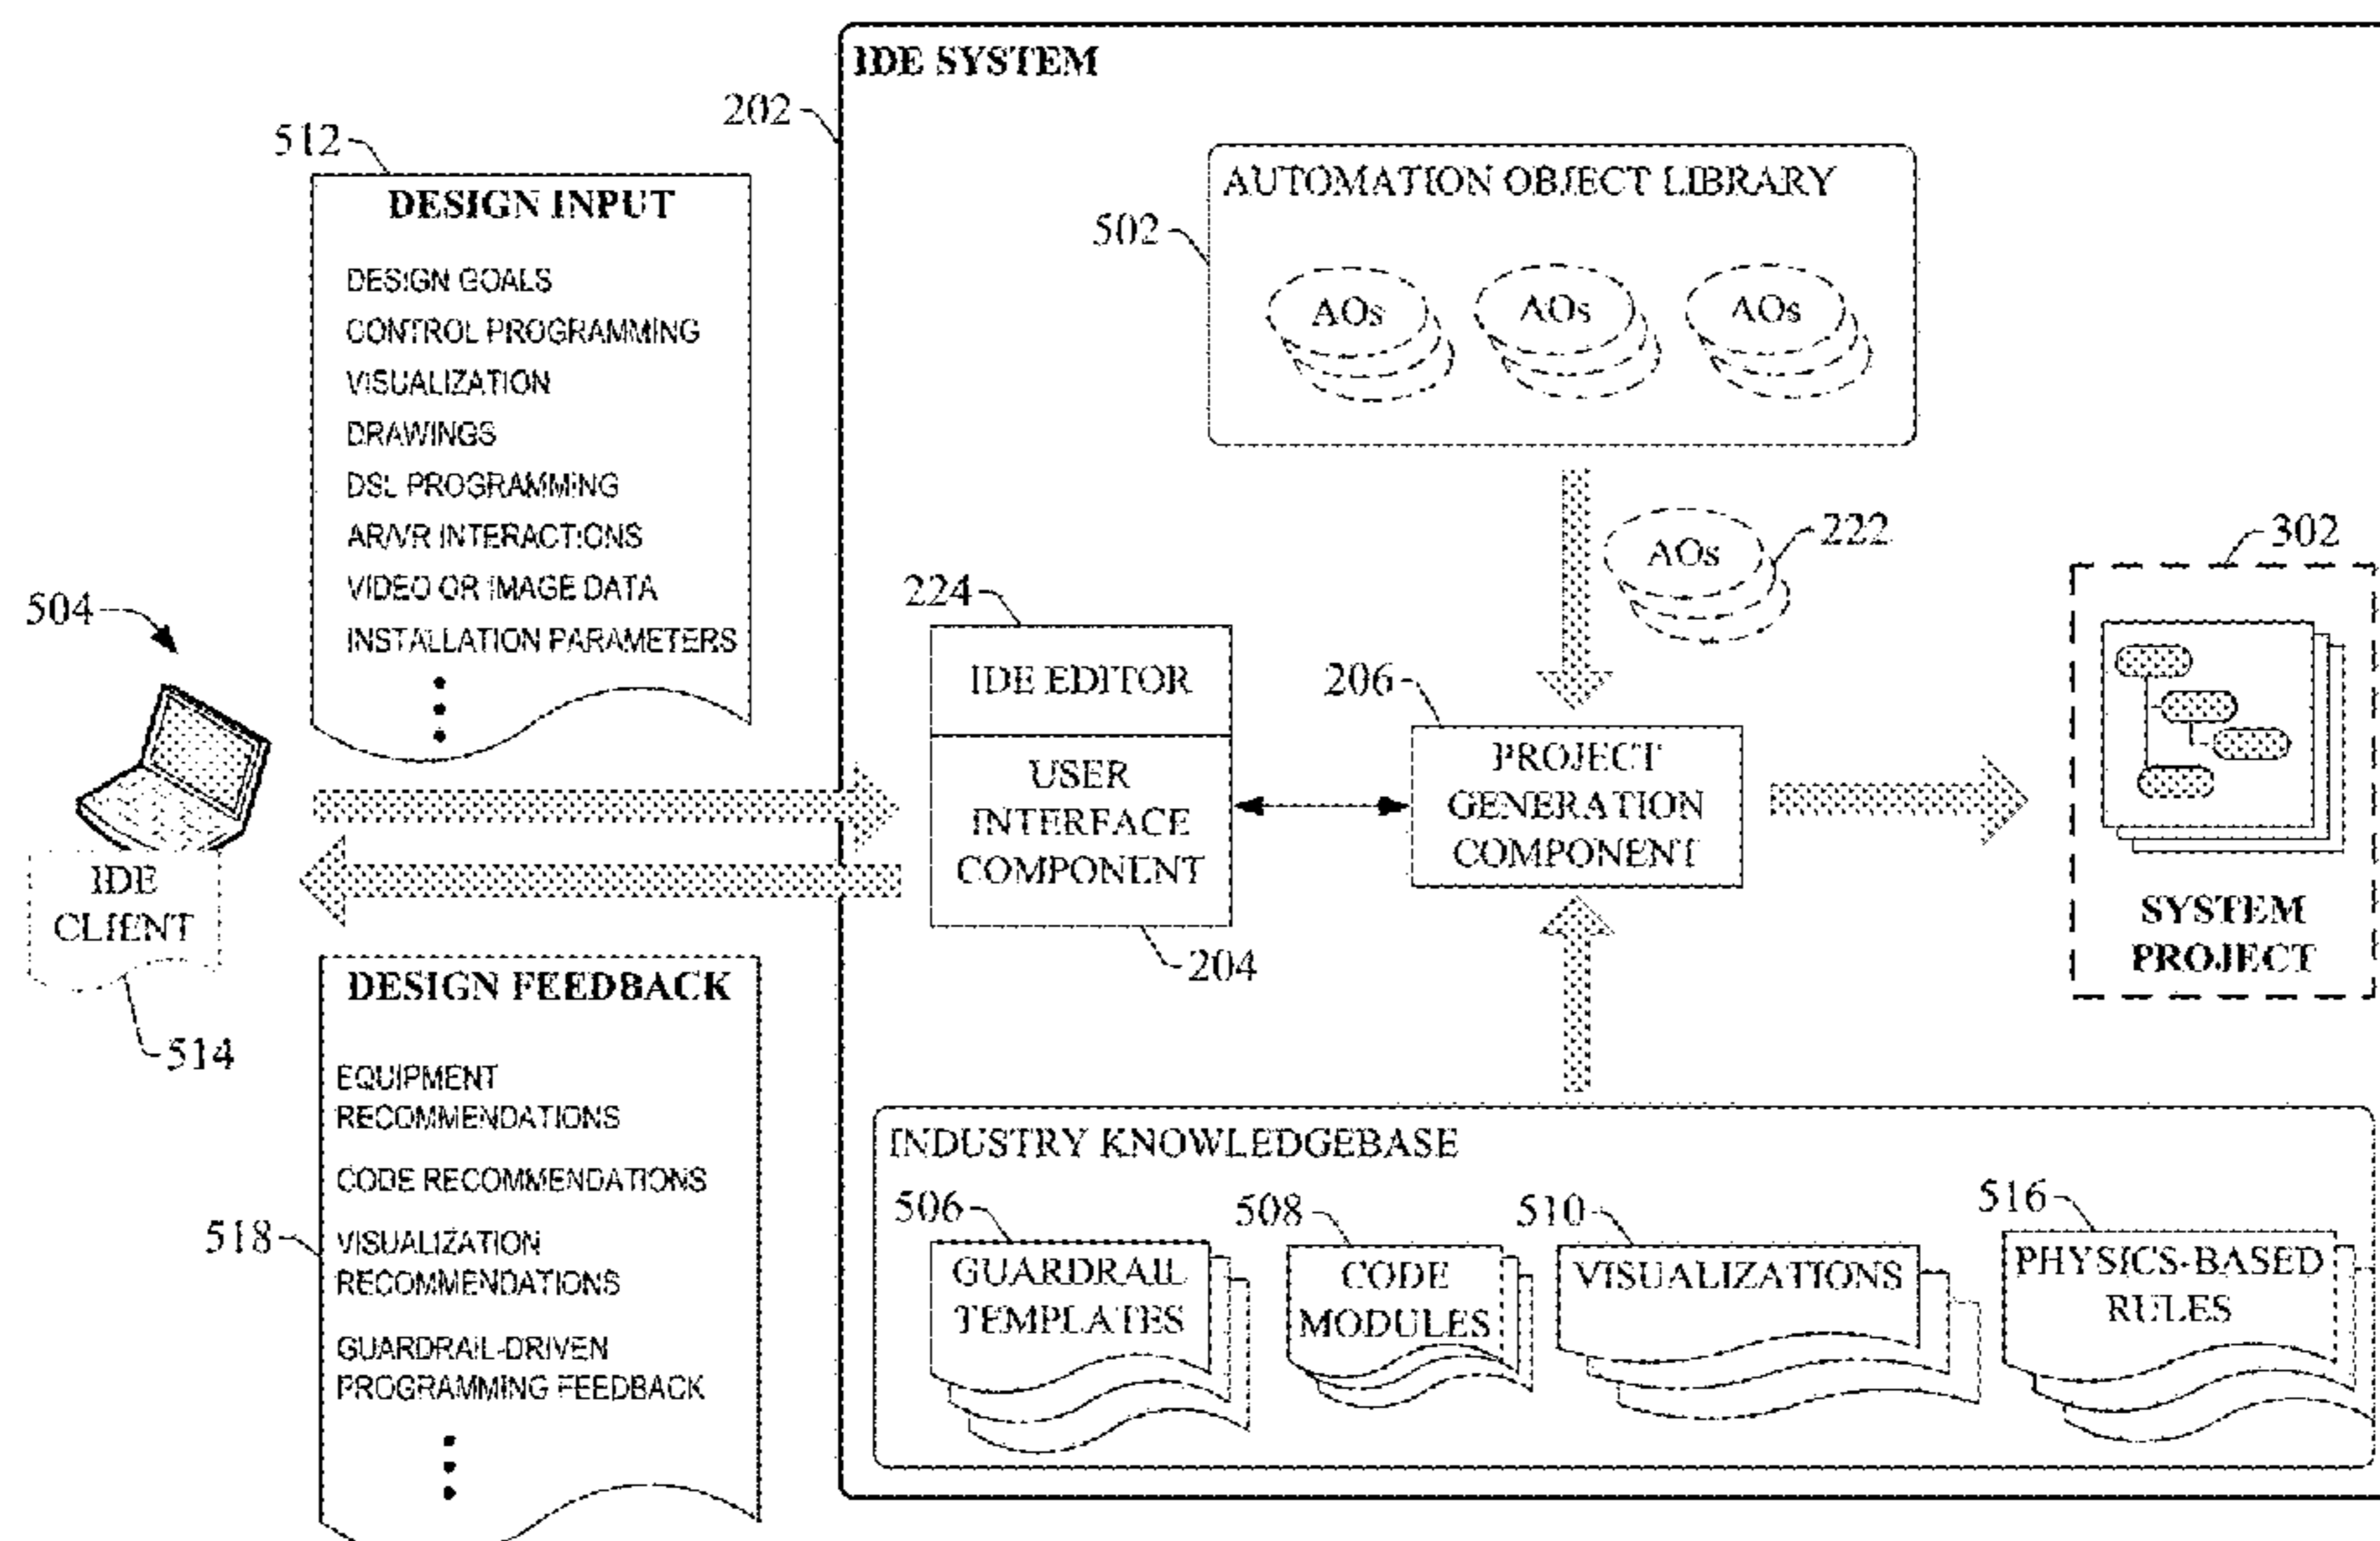 IDE SYSTEM
202
512
DESIGN INPUT
DESIGN GOALS
CONTROL PROGRAMMING
VISUALIZATION
DRAWINGS
DSL PROGRAMMING
AR/VR INTERACTIONS
VIDEO OR IMAGE DATA
INSTALLATION PARAMETERS
AUTOMATION OBJECT LIBRARY
502
AOs
AOs
AOs
AOs
222
302
504
224
IDE EDITOR
USER
INTERFACE
COMPONENT
204
206
PROJECT
GENERATION
COMPONENT
SYSTEM
PROJECT
IDE
CLIENT
514
DESIGN FEEDBACK
EQUIPMENT
RECOMMENDATIONS
CODE RECOMMENDATIONS
518
VISUALIZATION
RECOMMENDATIONS
GUARDRAIL-DRIVEN
PROGRAMMING FEEDBACK
INDUSTRY KNOWLEDGEBASE
506
GUARDRAIL
TEMPLATES
508
CODE
MODULES
510
VISUALIZATIONS
516
PHYSICS-BASED
RULES